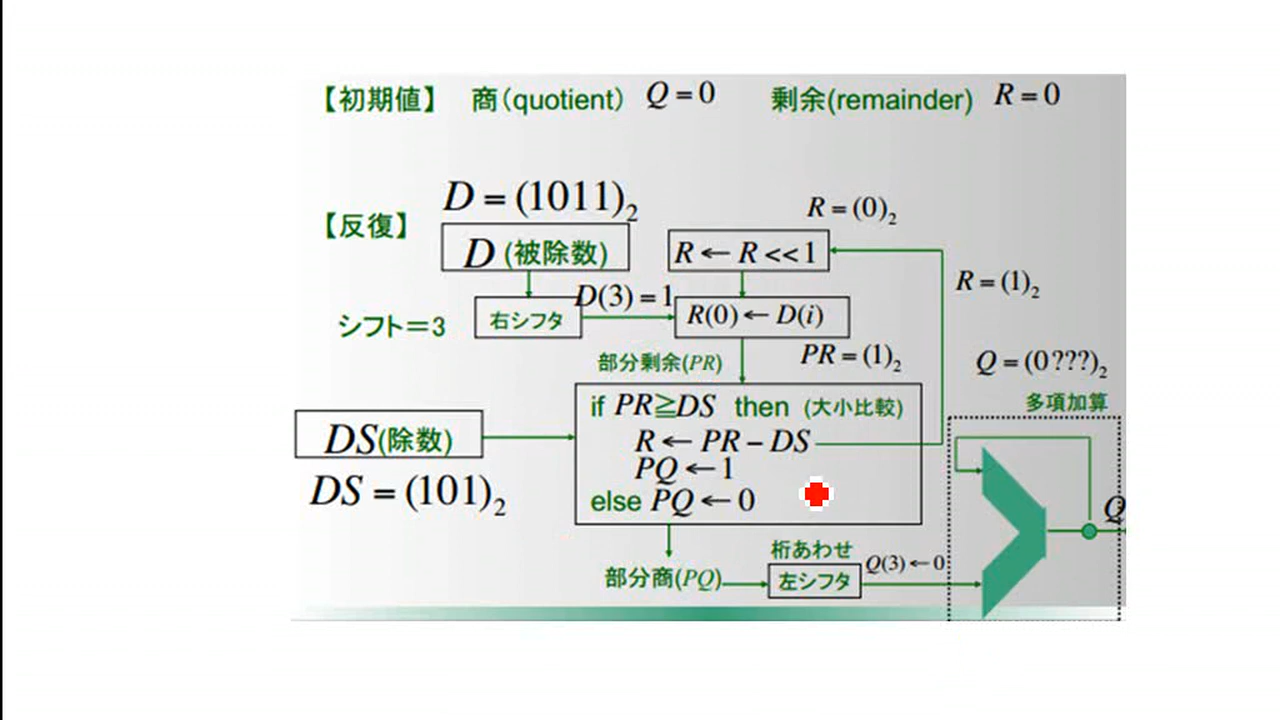 【初期値】 商(quotient) Q = 0 剰余(remainder) R = 0
D = (1011)₂
【反復】
R = (0)₂
D (被除数)
R ← R << 1
R = (1)₂
D(3) = 1
シフト＝3
右シフタ
R(0) ← D(i)
部分剰余(PR)
PR = (1)₂
Q = (0???)₂
多項加算
if PR≧DS then (大小比較)
DS(除数)
R ← PR − DS
PQ ← 1
DS = (101)₂
else PQ ← 0
Q
桁あわせ
部分商(PQ)
左シフタ
Q(3) ← 0